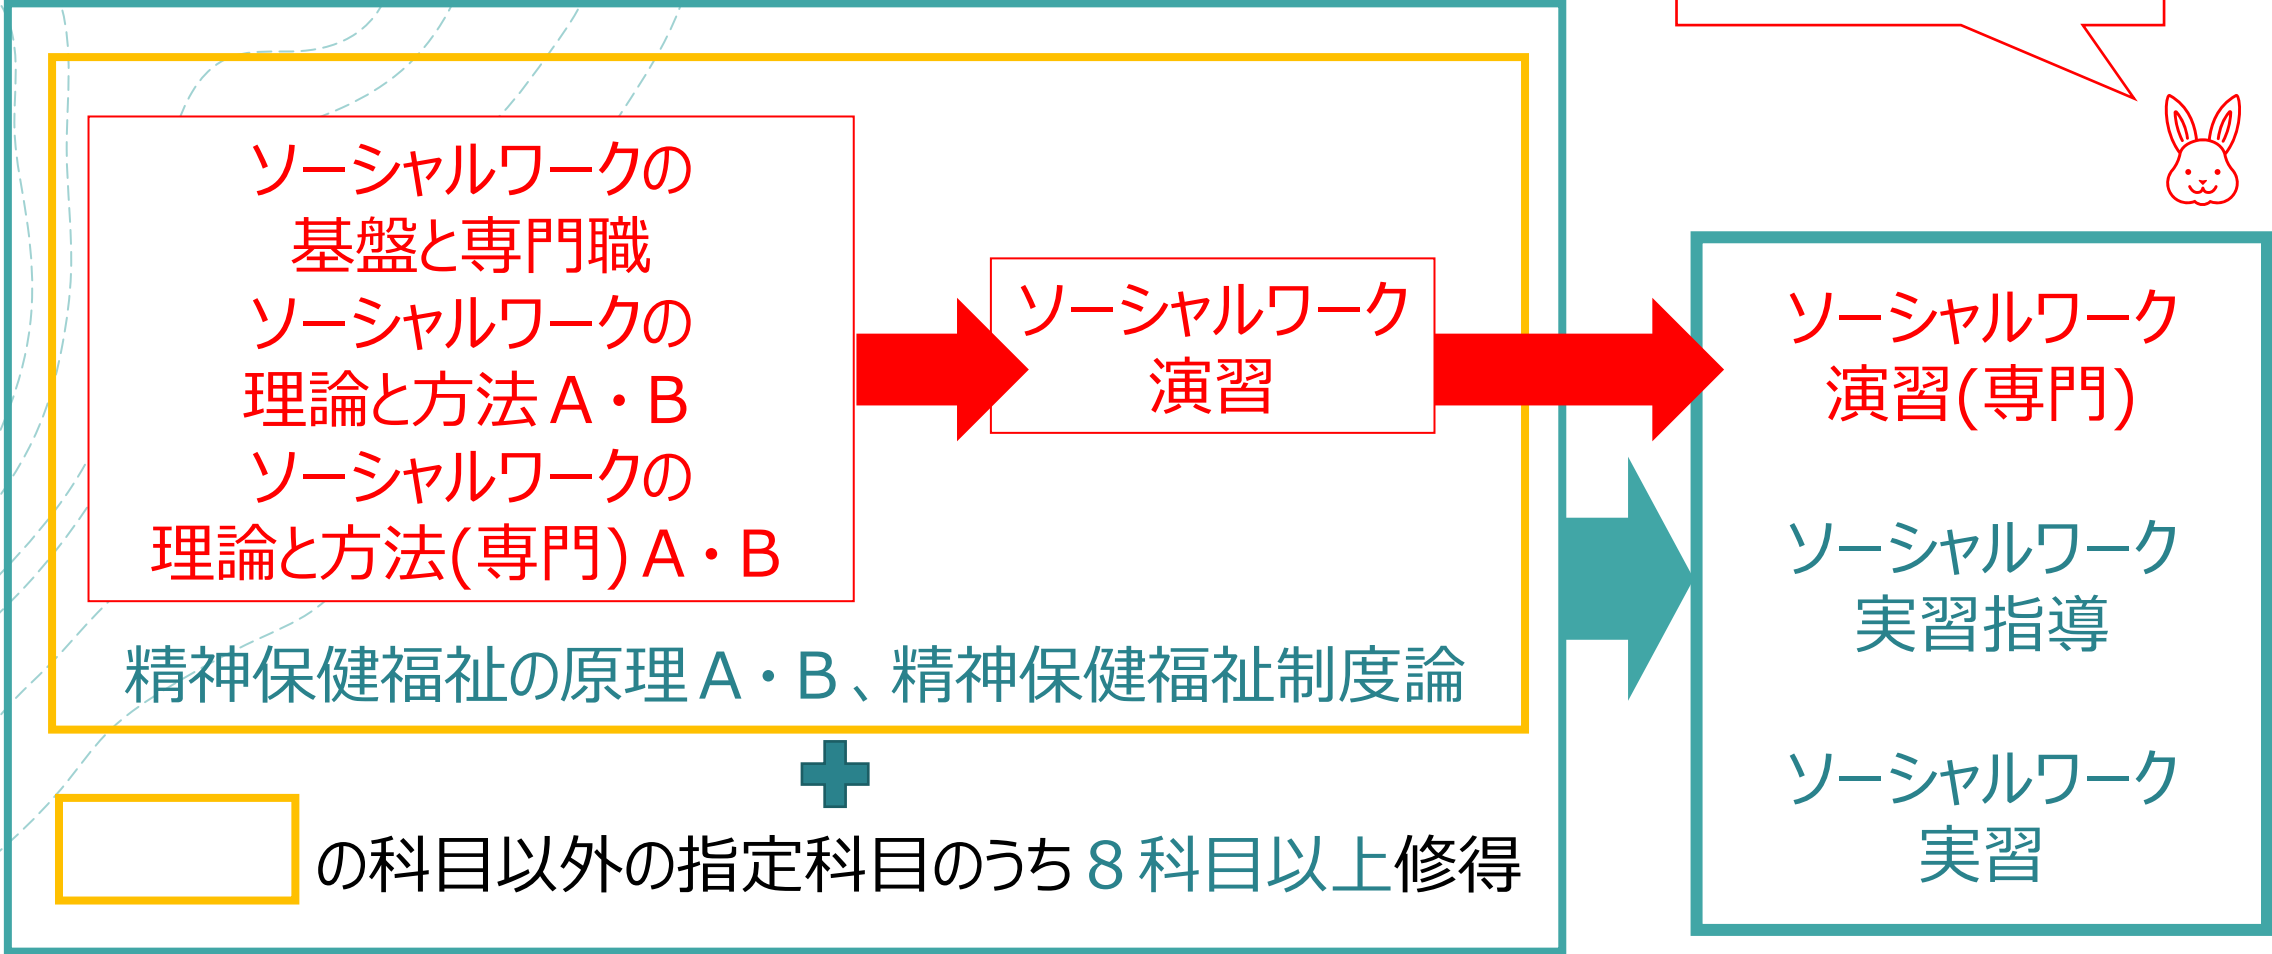 ソーシャルワークの
基盤と専門職
ソーシャルワークの
理論と方法A・B
ソーシャルワークの
理論と方法(専門)A・B
ソーシャルワーク
演習
精神保健福祉の原理A・B、精神保健福祉制度論
の科目以外の指定科目のうち8科目以上修得
ソーシャルワーク
演習(専門)
ソーシャルワーク
実習指導
ソーシャルワーク
実習